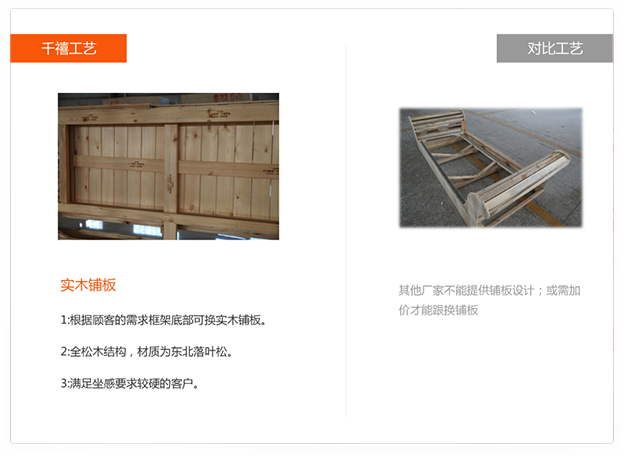 千禧工艺
对比工艺
实木铺板
1:根据顾客的需求框架底部可换实木铺板。
2:全松木结构，材质为东北落叶松。
3:满足坐感要求较硬的客户。
其他厂家不能提供铺板设计；或需加
价才能跟换铺板